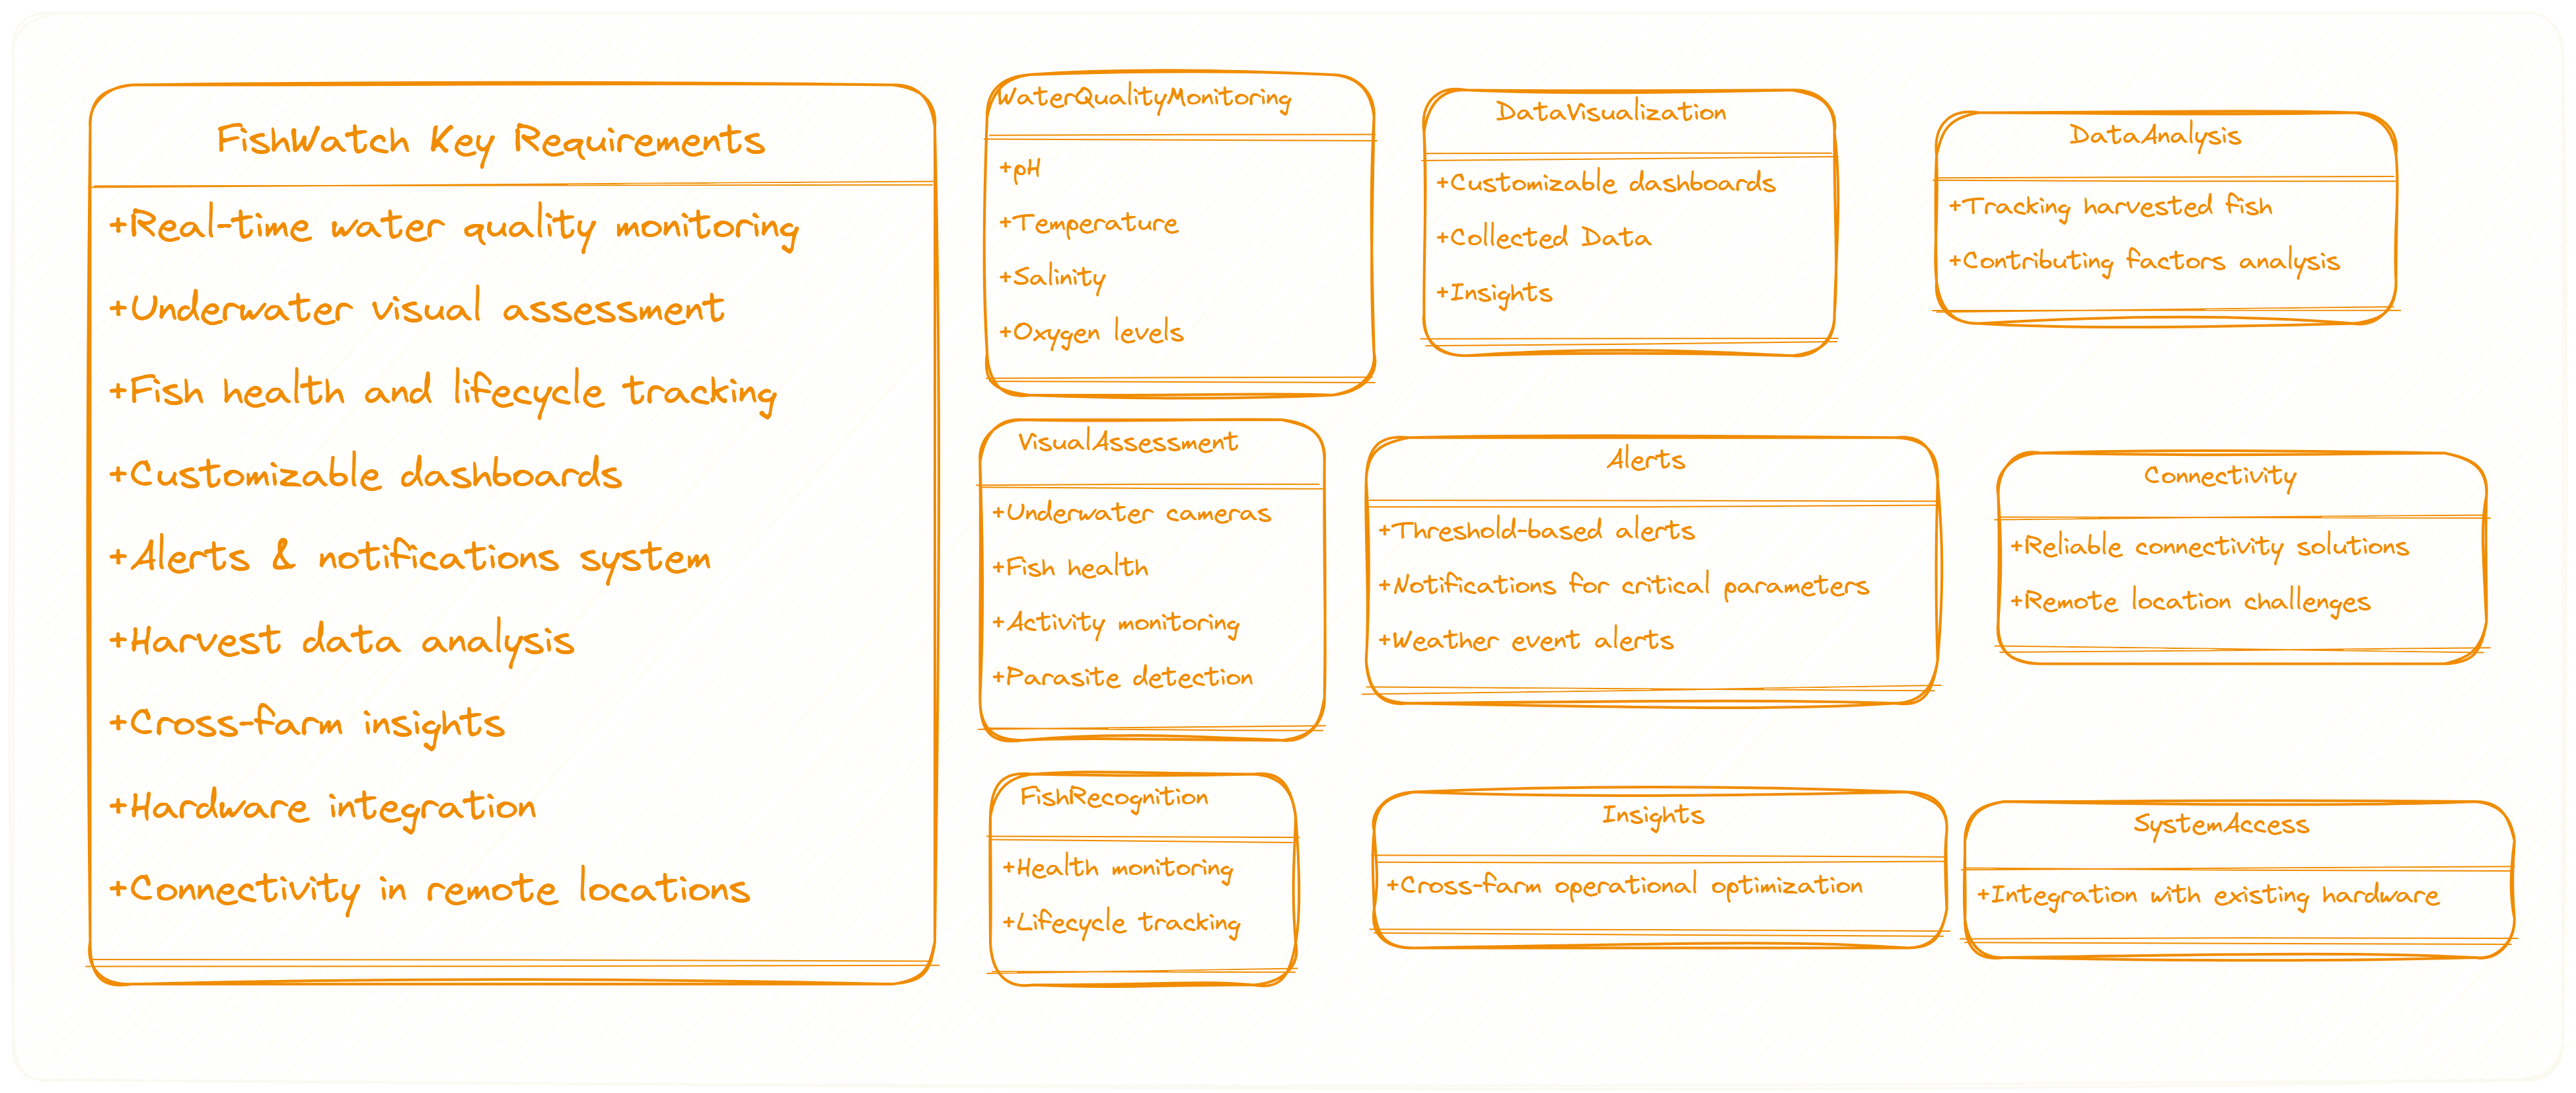 FishWatch Key Requirements
+Real-time water quality monitoring
+Underwater visual assessment
+Fish health and lifecycle tracking
+Customizable dashboards
+Alerts & notifications system
+Harvest data analysis
+Cross-farm insights
+Hardware integration
+Connectivity in remote locations
WaterQualityMonitoring
+pH
+Temperature
+Salinity
+Oxygen levels
DataVisualization
+Customizable dashboards
+Collected Data
+Insights
DataAnalysis
+Tracking harvested fish
+Contributing factors analysis
VisualAssessment
+Underwater cameras
+Fish health
+Activity monitoring
+Parasite detection
Alerts
+Threshold-based alerts
+Notifications for critical parameters
+Weather event alerts
Connectivity
+Reliable connectivity solutions
+Remote location challenges
FishRecognition
+Health monitoring
+Lifecycle tracking
Insights
+Cross-farm operational optimization
SystemAccess
+Integration with existing hardware